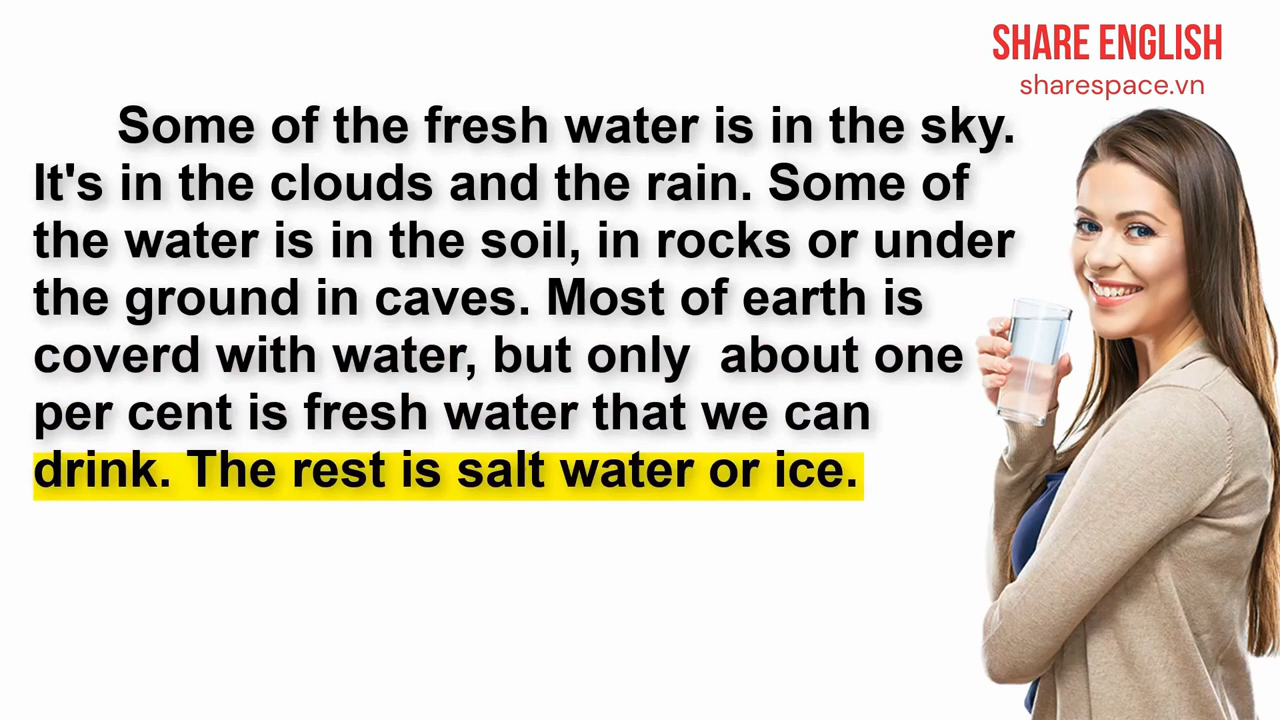 SHARE ENGLISH
sharespace.vn
Some of the fresh water is in the sky.
It's in the clouds and the rain. Some of
the water is in the soil, in rocks or under
the ground in caves. Most of earth is
coverd with water, but only  about one
per cent is fresh water that we can
drink. The rest is salt water or ice.